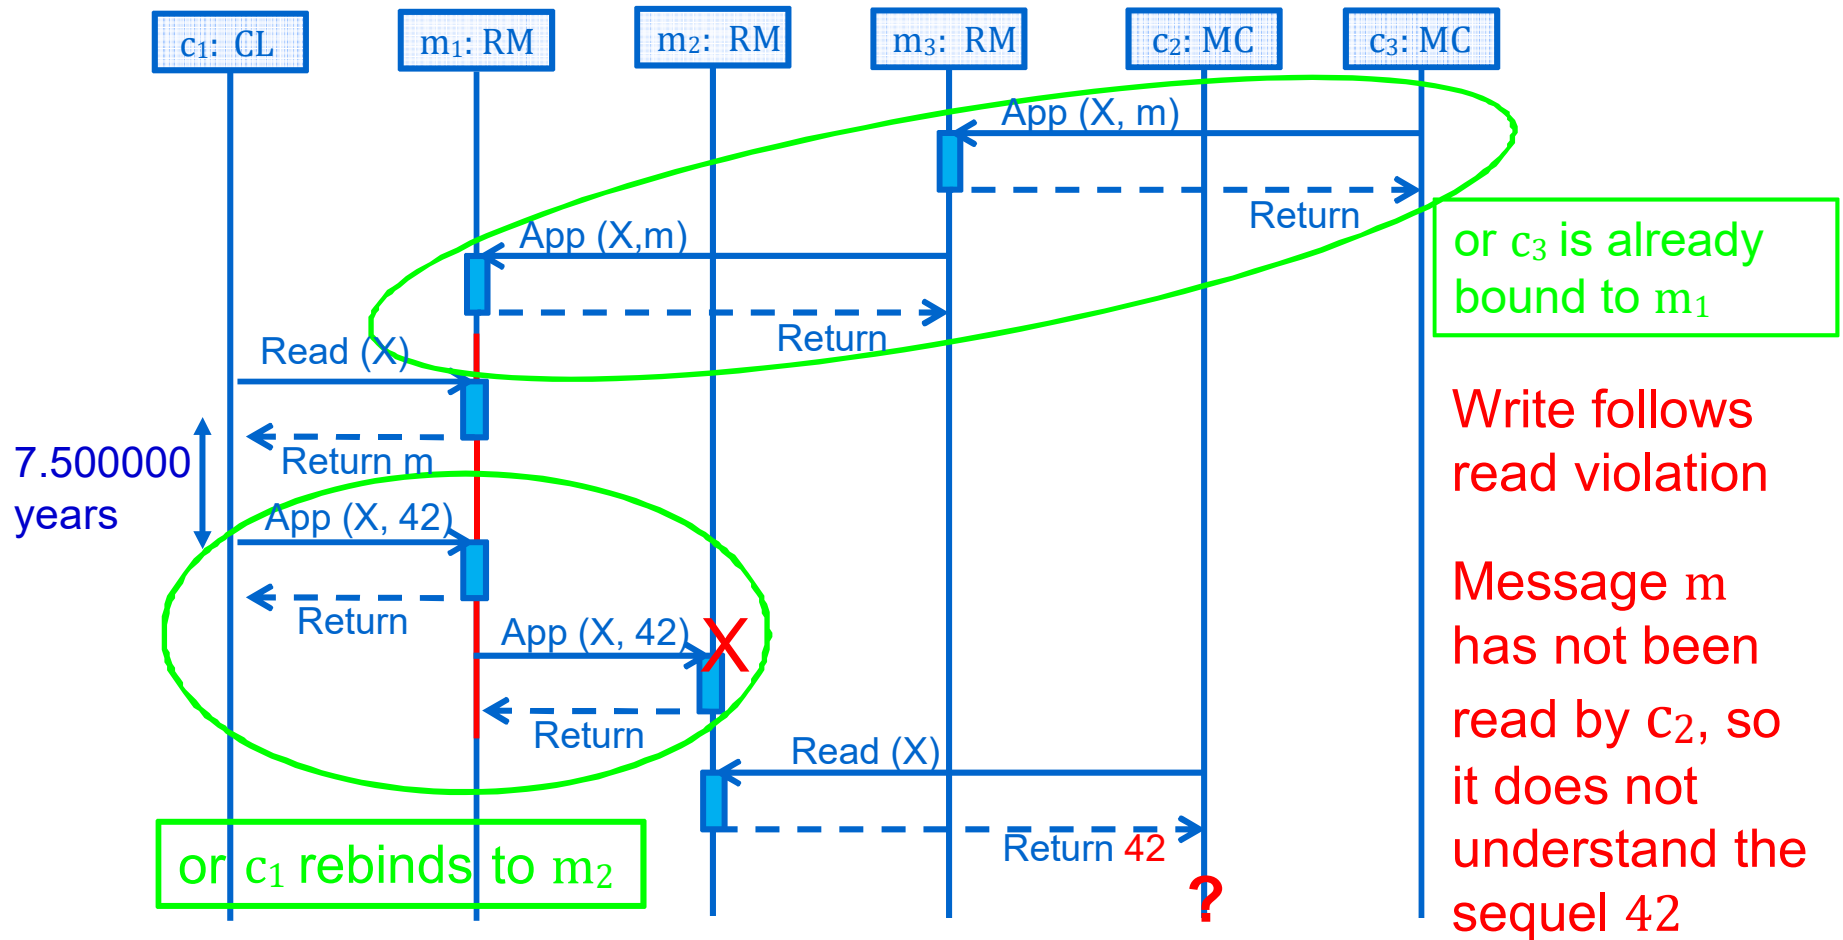 c₁: CL
m₁: RM
m₂: RM
m₃: RM
c₂: MC
c₃: MC
App (X, m)
Return
App (X,m)
Return
or c₃ is already
bound to m₁
Read (X)
Return m
7.500000
years
App (X, 42)
Return
App (X, 42)
X
Return
Read (X)
Return 42
?
or c₁ rebinds to m₂
Write follows
read violation
Message m
has not been
read by c₂, so
it does not
understand the
sequel 42